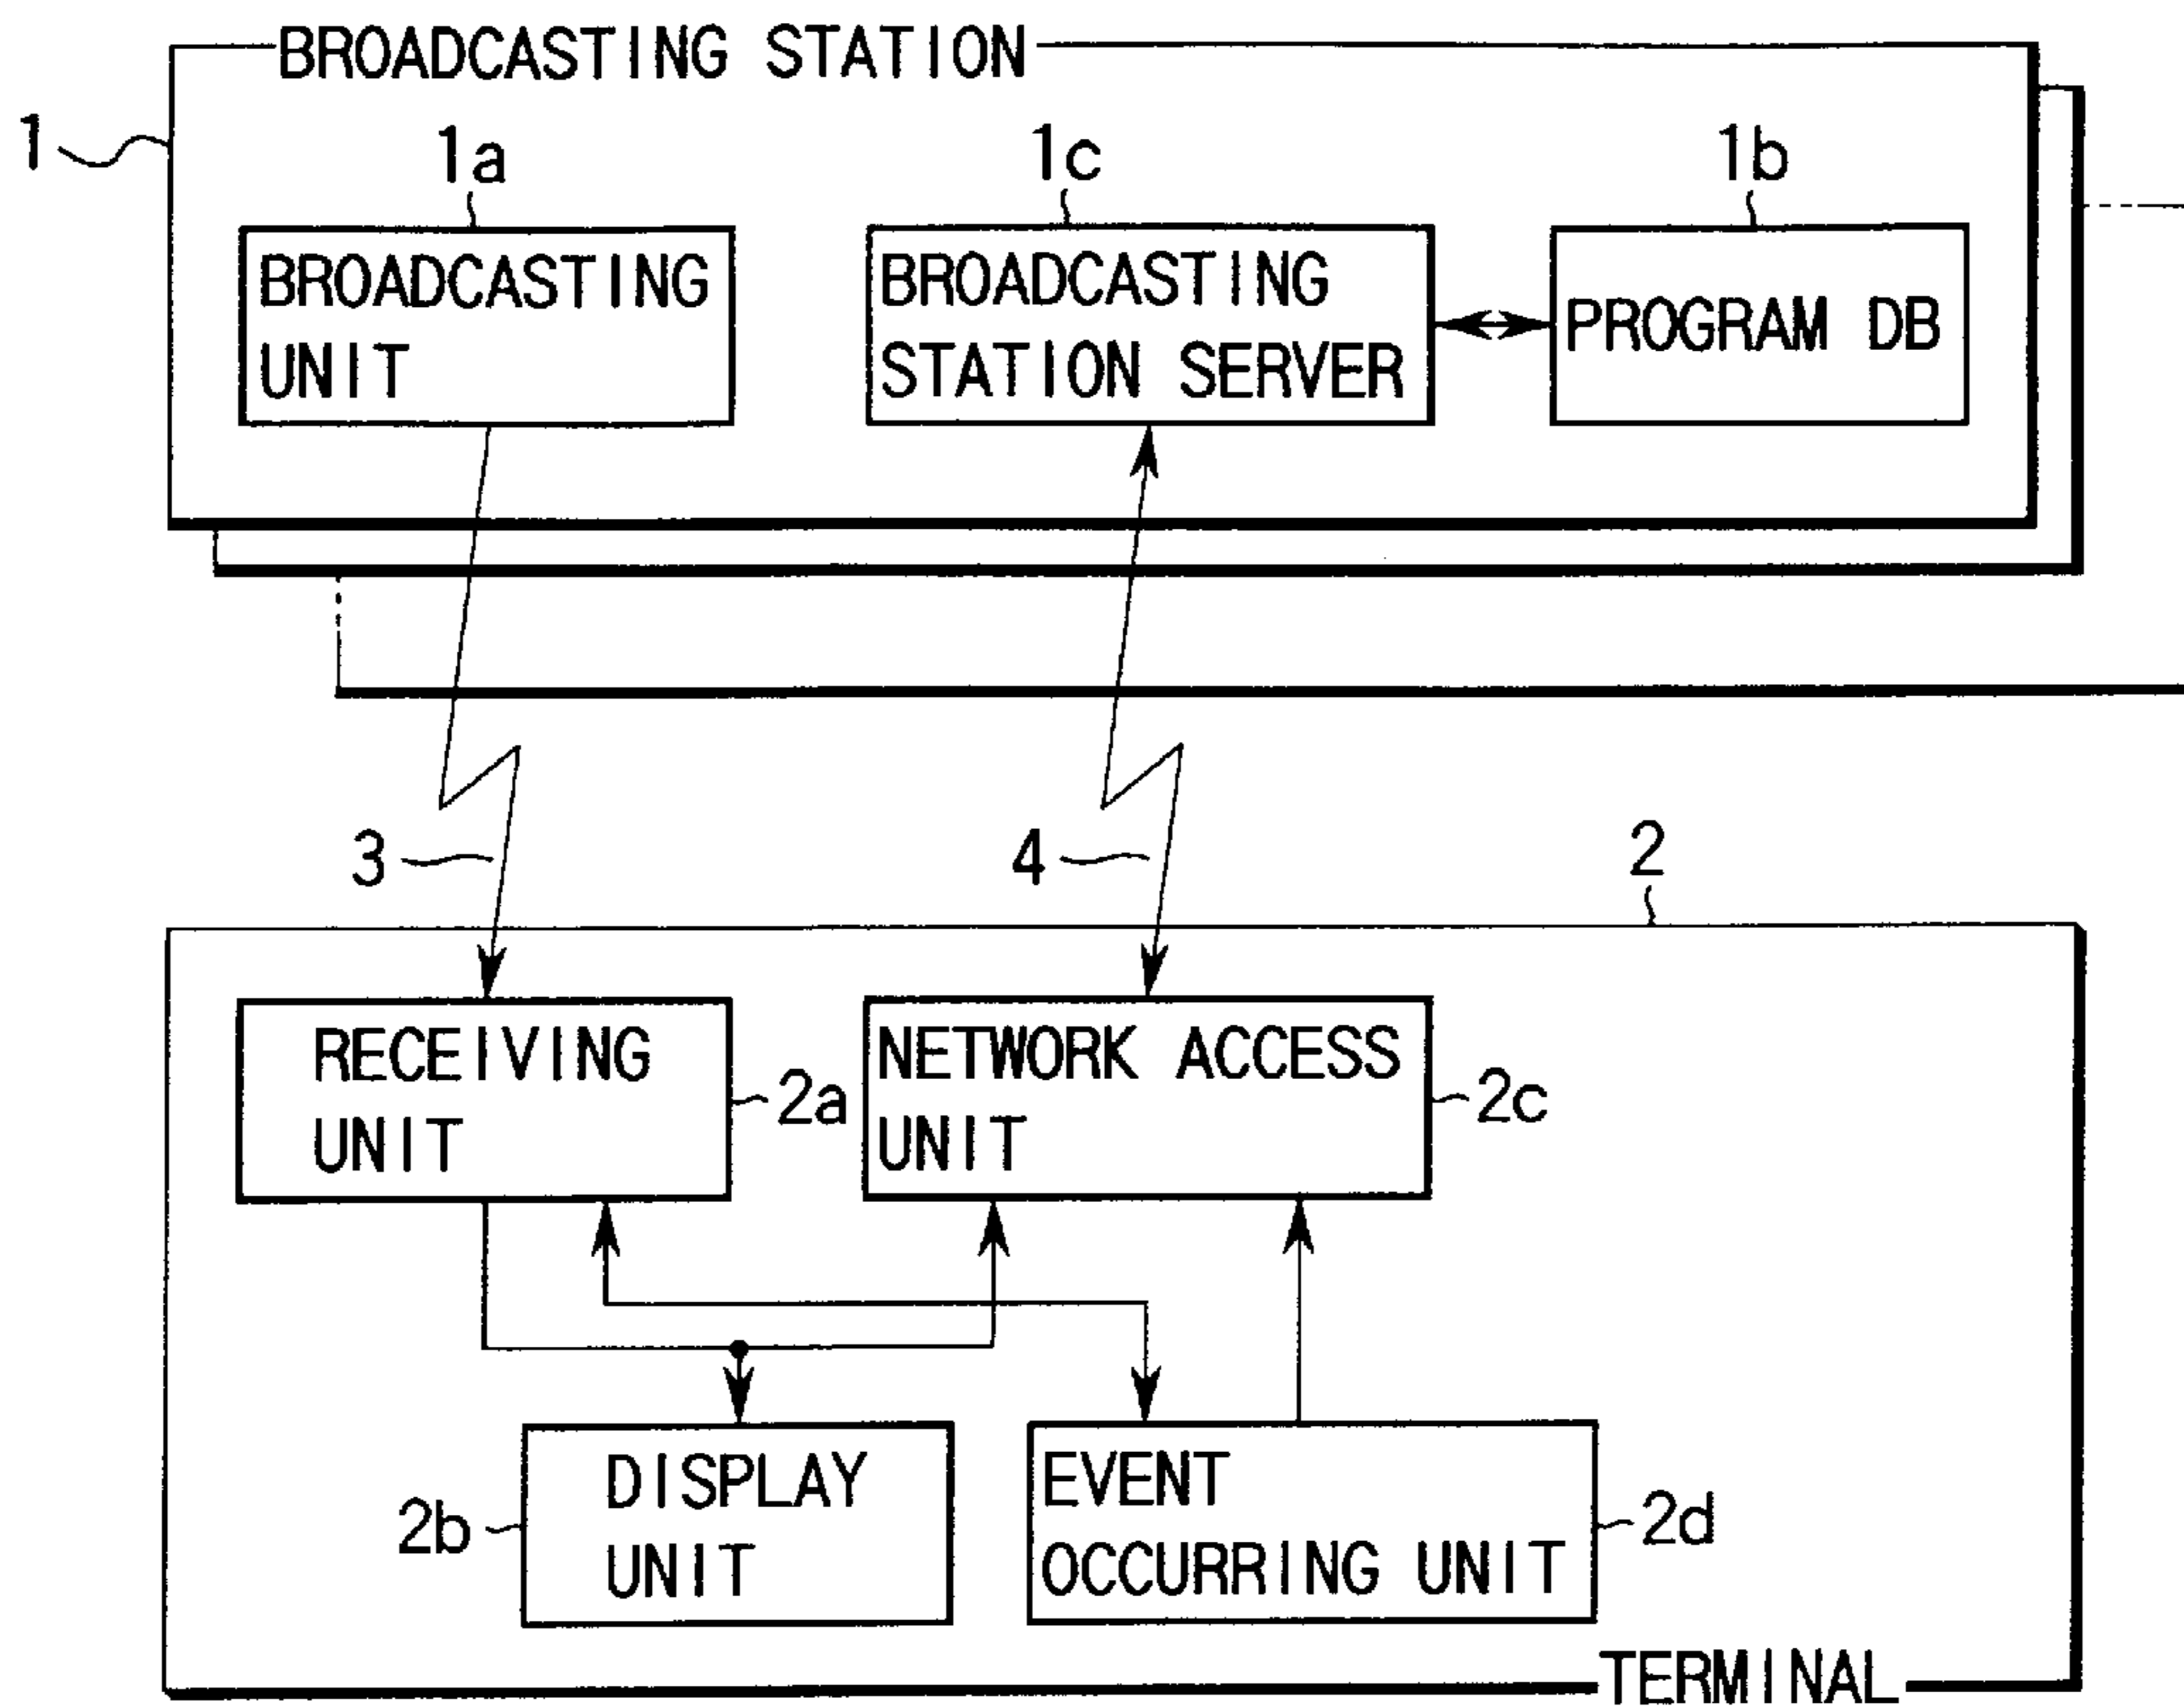 BROADCASTING STATION
1
1a
1c
1b
BROADCASTING
UNIT
BROADCASTING
STATION SERVER
PROGRAM DB
3
4
2
RECEIVING
UNIT
2a
NETWORK ACCESS
UNIT
2c
2b
DISPLAY
UNIT
EVENT
OCCURRING UNIT
2d
TERMINAL